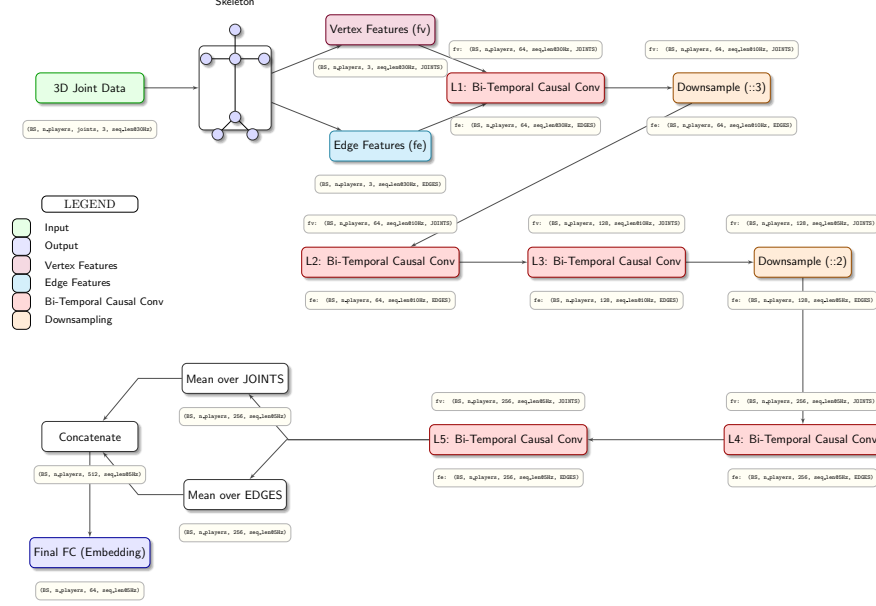 Skeleton
Vertex Features (fv)
(BS, n_players, 3, seq_len@30Hz, JOINTS)
fv: (BS, n_players, 64, seq_len@30Hz, JOINTS)
fv: (BS, n_players, 64, seq_len@10Hz, JOINTS)
3D Joint Data
(BS, n_players, joints, 3, seq_len@30Hz)
L1: Bi-Temporal Causal Conv
Downsample (::3)
fe: (BS, n_players, 64, seq_len@30Hz, EDGES)
fe: (BS, n_players, 64, seq_len@10Hz, EDGES)
Edge Features (fe)
(BS, n_players, 3, seq_len@30Hz, EDGES)
LEGEND
Input
Output
Vertex Features
Edge Features
Bi-Temporal Causal Conv
Downsampling
fv: (BS, n_players, 64, seq_len@10Hz, JOINTS)
fv: (BS, n_players, 128, seq_len@10Hz, JOINTS)
fv: (BS, n_players, 128, seq_len@5Hz, JOINTS)
L2: Bi-Temporal Causal Conv
L3: Bi-Temporal Causal Conv
Downsample (::2)
fe: (BS, n_players, 64, seq_len@10Hz, EDGES)
fe: (BS, n_players, 128, seq_len@10Hz, EDGES)
fe: (BS, n_players, 128, seq_len@5Hz, EDGES)
Mean over JOINTS
(BS, n_players, 256, seq_len@5Hz)
fv: (BS, n_players, 256, seq_len@5Hz, JOINTS)
fv: (BS, n_players, 256, seq_len@5Hz, JOINTS)
Concatenate
(BS, n_players, 512, seq_len@5Hz)
L5: Bi-Temporal Causal Conv
L4: Bi-Temporal Causal Conv
fe: (BS, n_players, 256, seq_len@5Hz, EDGES)
fe: (BS, n_players, 256, seq_len@5Hz, EDGES)
Mean over EDGES
(BS, n_players, 256, seq_len@5Hz)
Final FC (Embedding)
(BS, n_players, 64, seq_len@5Hz)